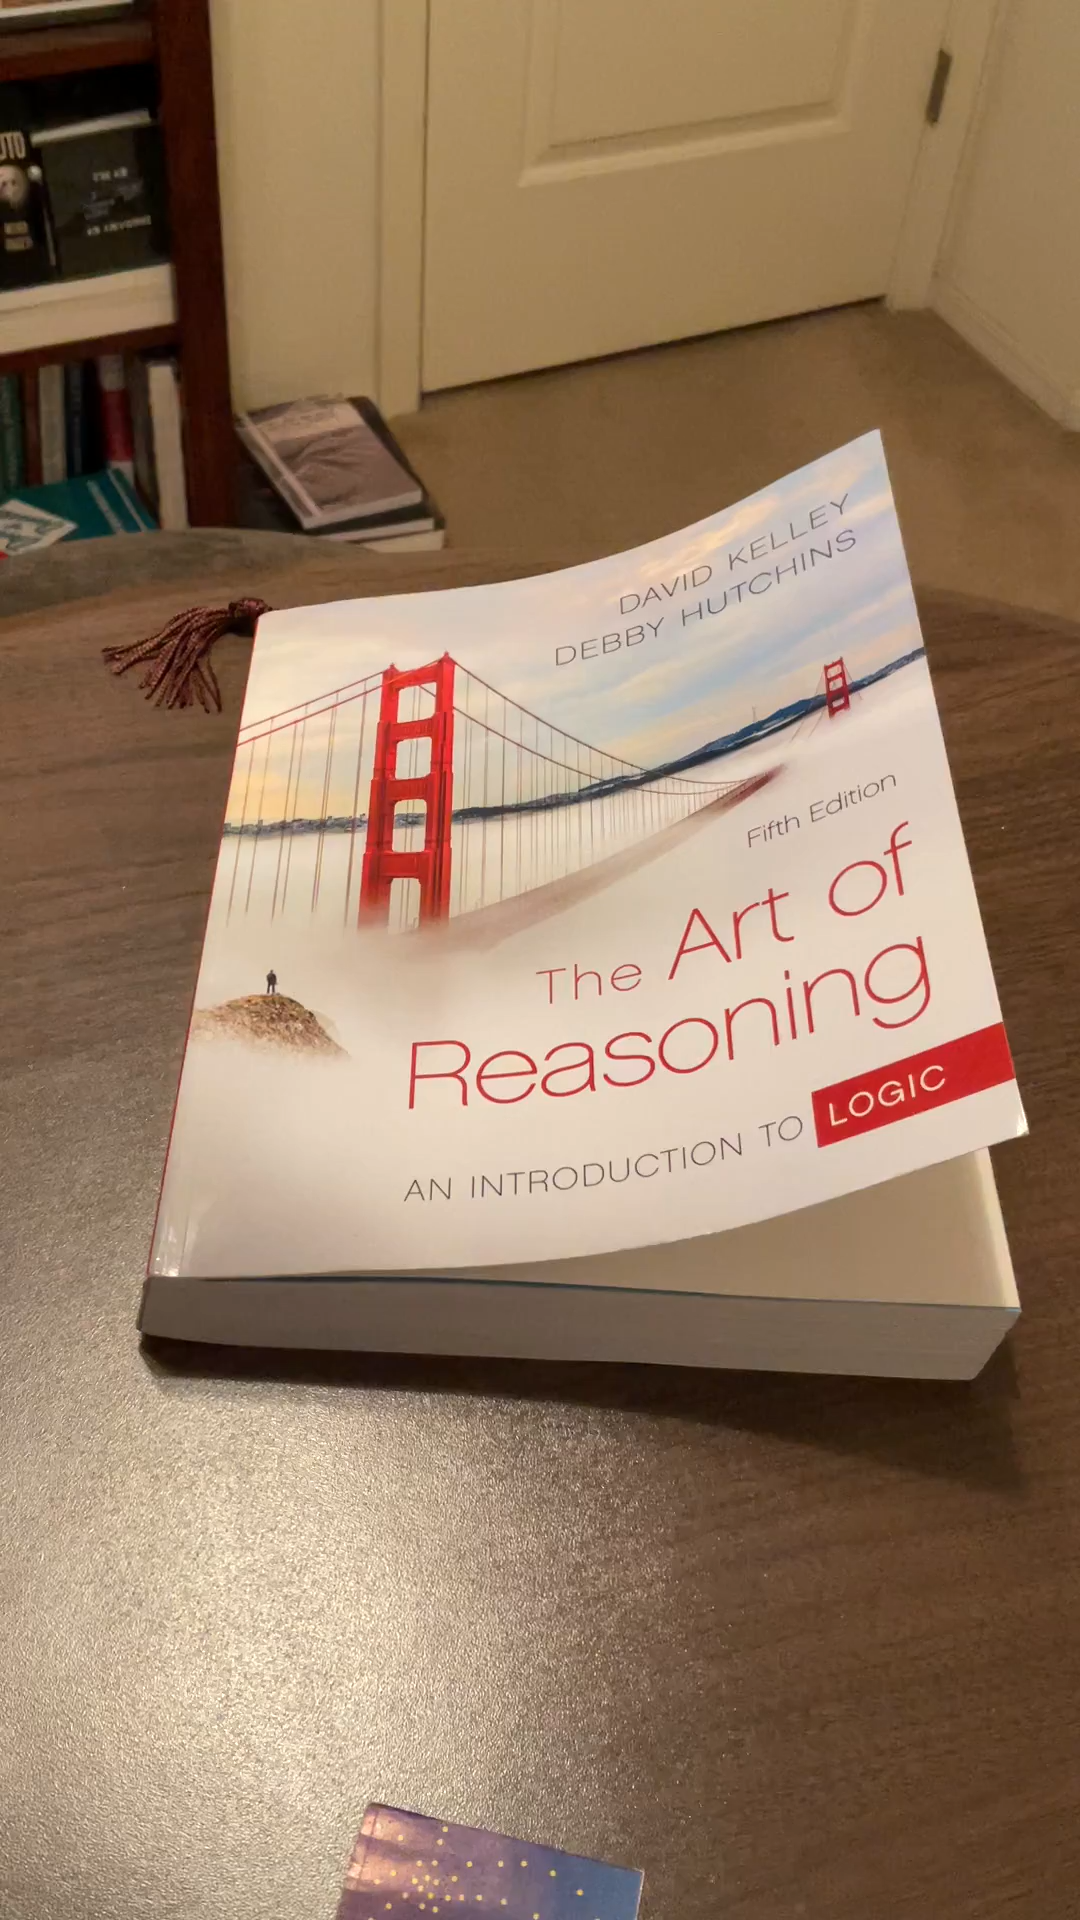 DAVID KELLEY
DEBBY HUTCHINS
Fifth Edition
The Art of
Reasoning
AN INTRODUCTION TO LOGIC